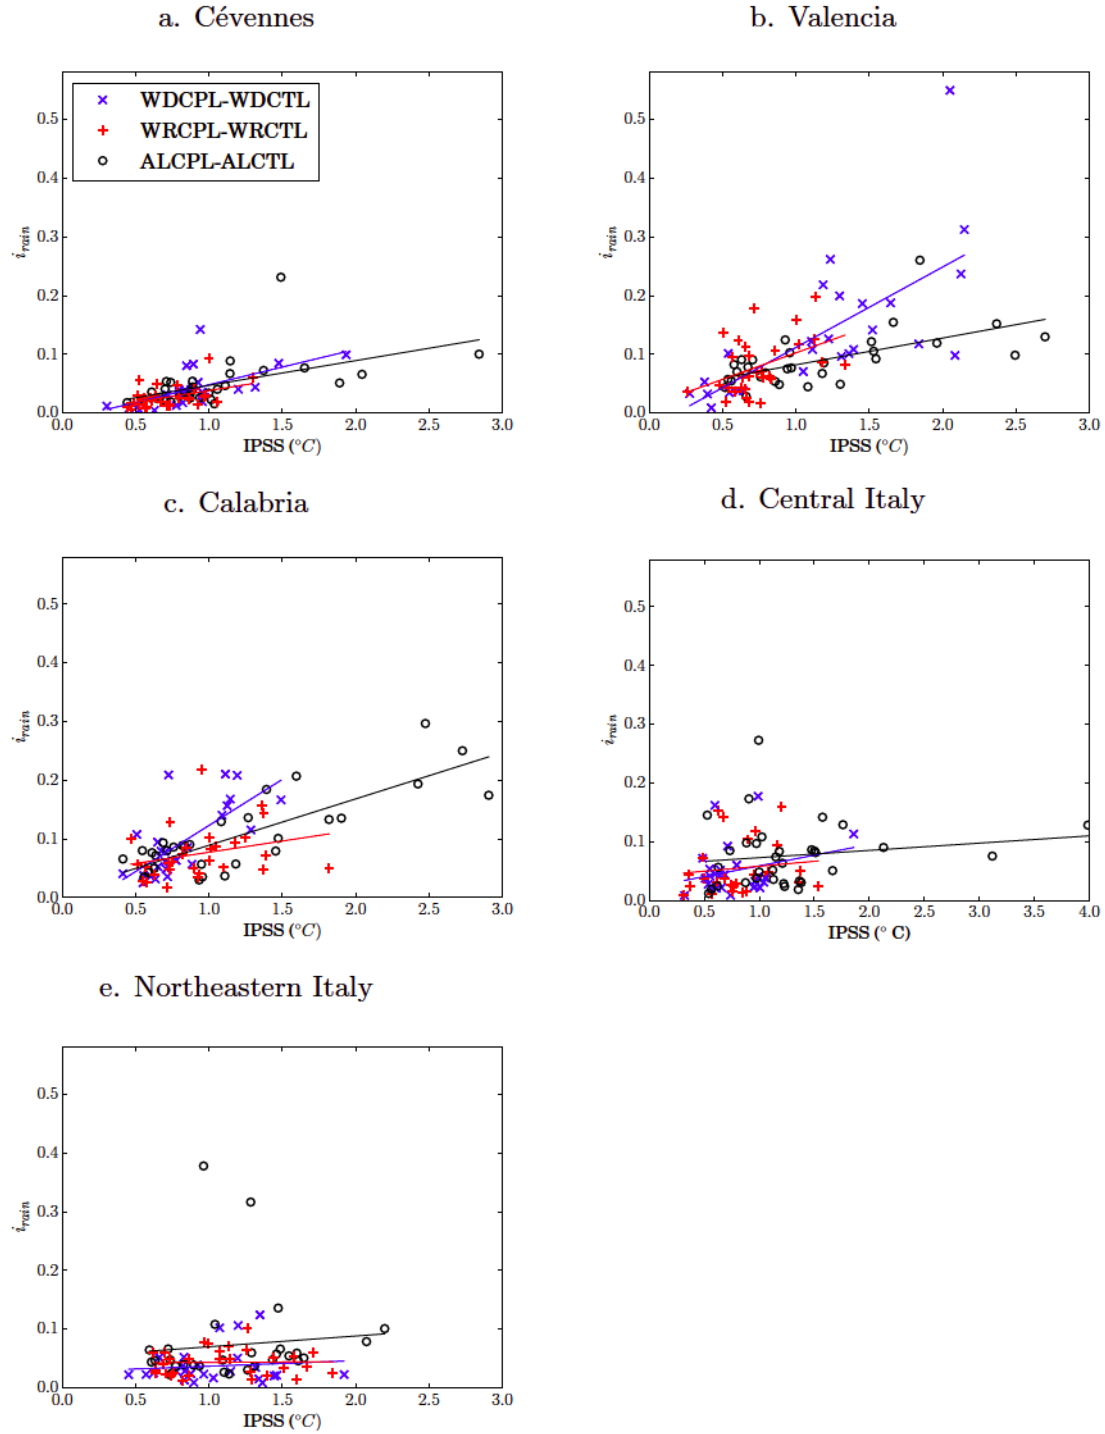 a. Cévennes
b. Valencia
WDCPL-WDCTL
WRCPL-WRCTL
ALCPL-ALCTL
0.5
0.4
0.3
0.2
0.1
0.0
i_rain
0.0 0.5 1.0 1.5 2.0 2.5 3.0
IPSS (°C)
0.5
0.4
0.3
0.2
0.1
0.0
i_rain
0.0 0.5 1.0 1.5 2.0 2.5 3.0
IPSS (°C)
c. Calabria
d. Central Italy
0.5
0.4
0.3
0.2
0.1
0.0
i_rain
0.0 0.5 1.0 1.5 2.0 2.5 3.0
IPSS (°C)
0.5
0.4
0.3
0.2
0.1
0.0
i_rain
0.0 0.5 1.0 1.5 2.0 2.5 3.0 3.5 4.0
IPSS (° C)
e. Northeastern Italy
0.5
0.4
0.3
0.2
0.1
0.0
i_rain
0.0 0.5 1.0 1.5 2.0 2.5 3.0
IPSS (°C)